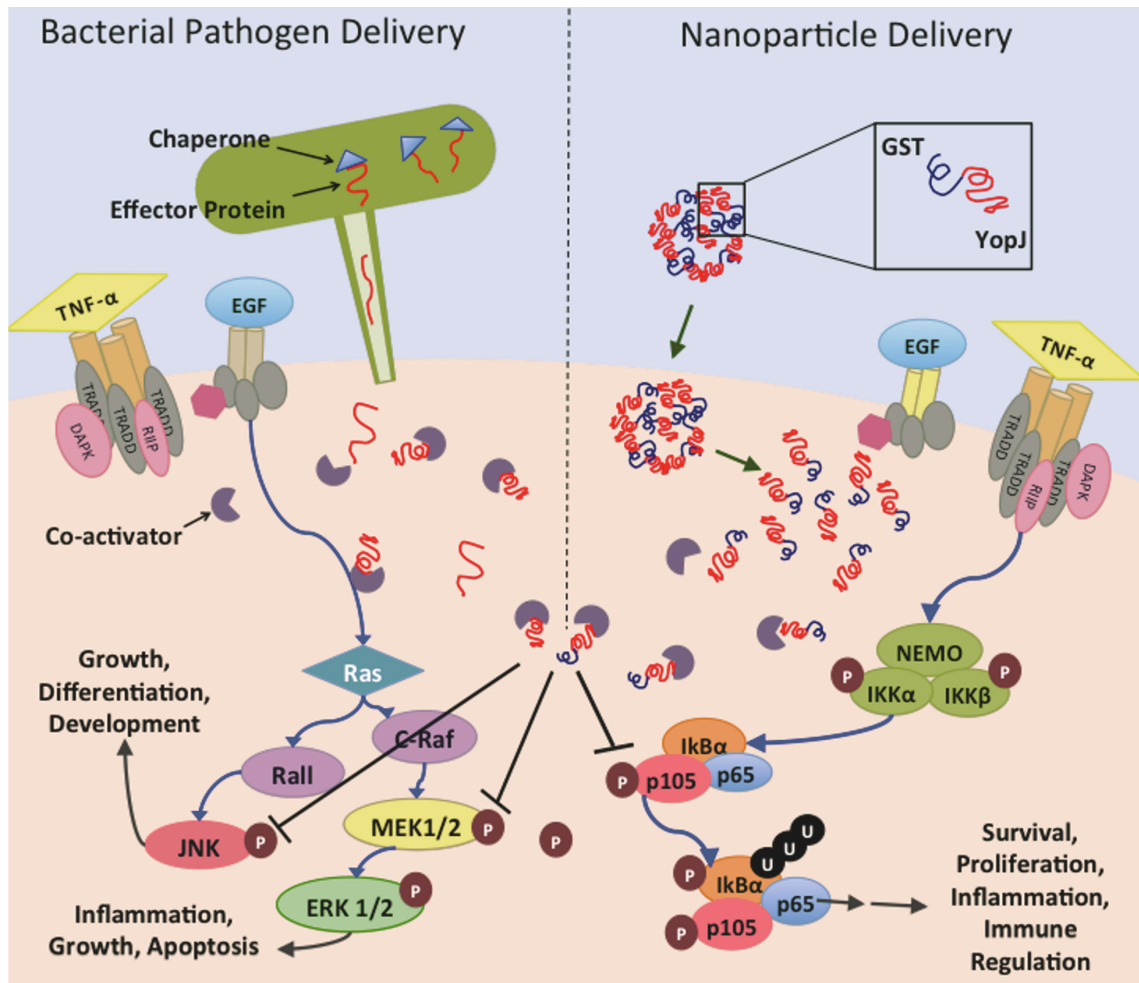 Bacterial Pathogen Delivery
Nanoparticle Delivery
Chaperone
Effector Protein
GST
YopJ
TNF-α
EGF
TRADD
TRADD
TRADD
DAPK
RIIP
Co-activator
EGF
TNF-α
TRADD
TRADD
TRADD
RIIP
DAPK
Growth,
Differentiation,
Development
Ras
C-Raf
Rall
JNK
P
MEK1/2
P
P
ERK 1/2
P
Inflammation,
Growth, Apoptosis
NEMO
P
IKKα
IKKβ
P
IkBα
P
p105
p65
U
U
U
P
IkBα
p65
P
p105
Survival,
Proliferation,
Inflammation,
Immune
Regulation